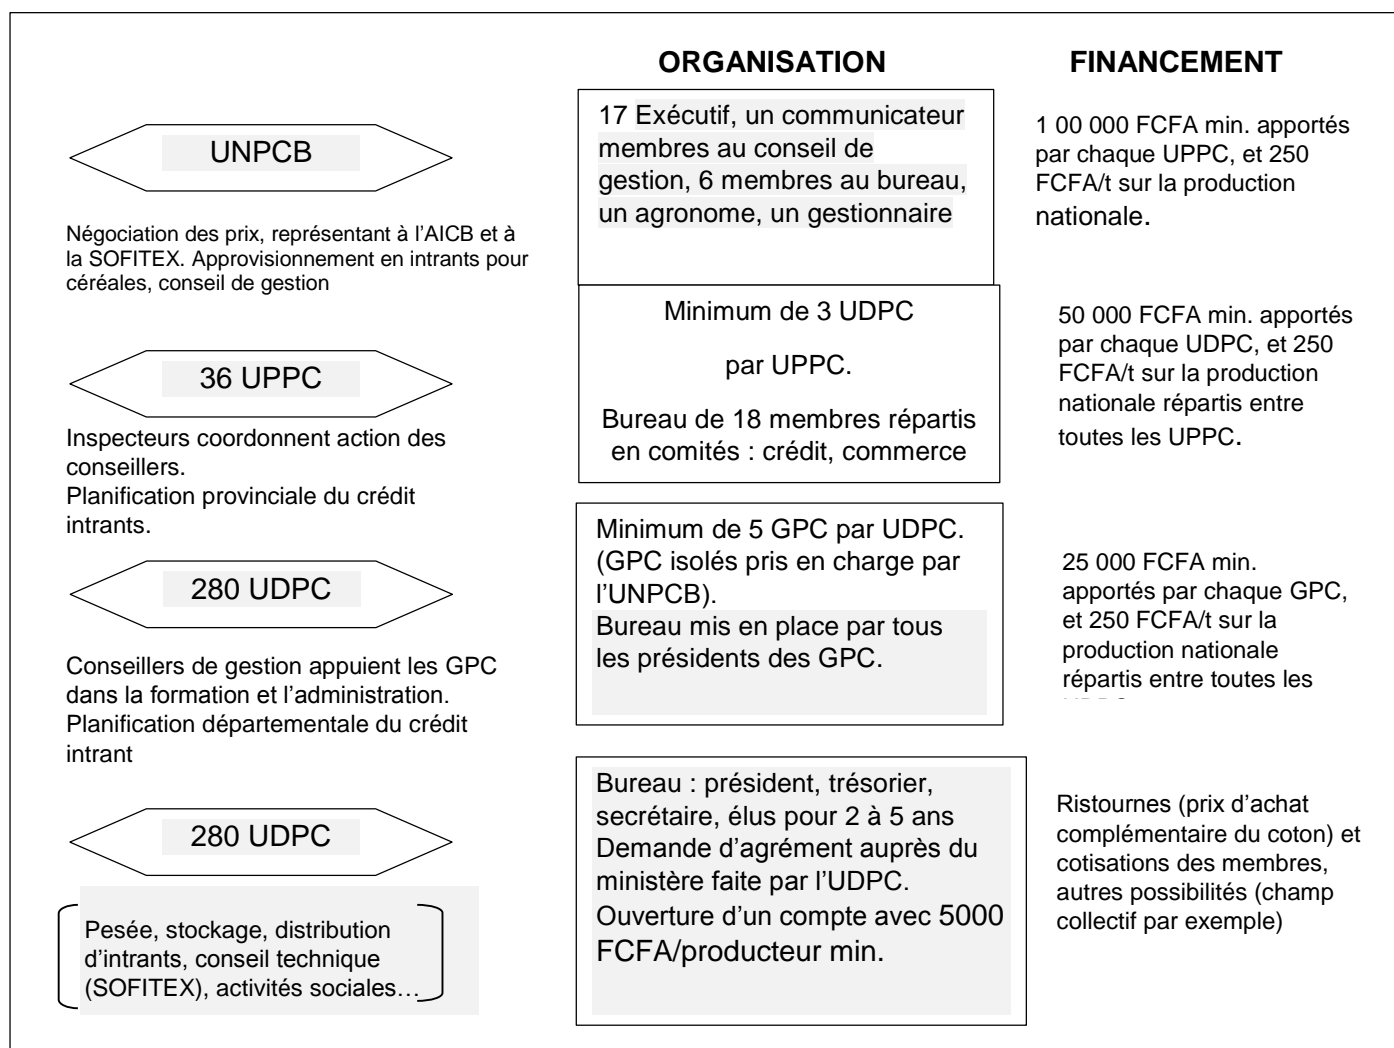 ORGANISATION
FINANCEMENT
UNPCB
Négociation des prix, représentant à l'AICB et à
la SOFITEX. Approvisionnement en intrants pour
céréales, conseil de gestion
17 Exécutif, un communicateur
membres au conseil de
gestion, 6 membres au bureau,
un agronome, un gestionnaire
1 00 000 FCFA min. apportés
par chaque UPPC, et 250
FCFA/t sur la production
nationale.
36 UPPC
Inspecteurs coordonnent action des
conseillers.
Planification provinciale du crédit
intrants.
Minimum de 3 UDPC
par UPPC.
Bureau de 18 membres répartis
en comités : crédit, commerce
50 000 FCFA min. apportés
par chaque UDPC, et 250
FCFA/t sur la production
nationale répartis entre
toutes les UPPC.
280 UDPC
Conseillers de gestion appuient les GPC
dans la formation et l'administration.
Planification départementale du crédit
intrant
Minimum de 5 GPC par UDPC.
(GPC isolés pris en charge par
l'UNPCB).
Bureau mis en place par tous
les présidents des GPC.
25 000 FCFA min.
apportés par chaque GPC,
et 250 FCFA/t sur la
production nationale
répartis entre toutes les
280 UDPC
Pesée, stockage, distribution
d'intrants, conseil technique
(SOFITEX), activités sociales…
Bureau : président, trésorier,
secrétaire, élus pour 2 à 5 ans
Demande d'agrément auprès du
ministère faite par l'UDPC.
Ouverture d'un compte avec 5000
FCFA/producteur min.
Ristournes (prix d'achat
complémentaire du coton) et
cotisations des membres,
autres possibilités (champ
collectif par exemple)